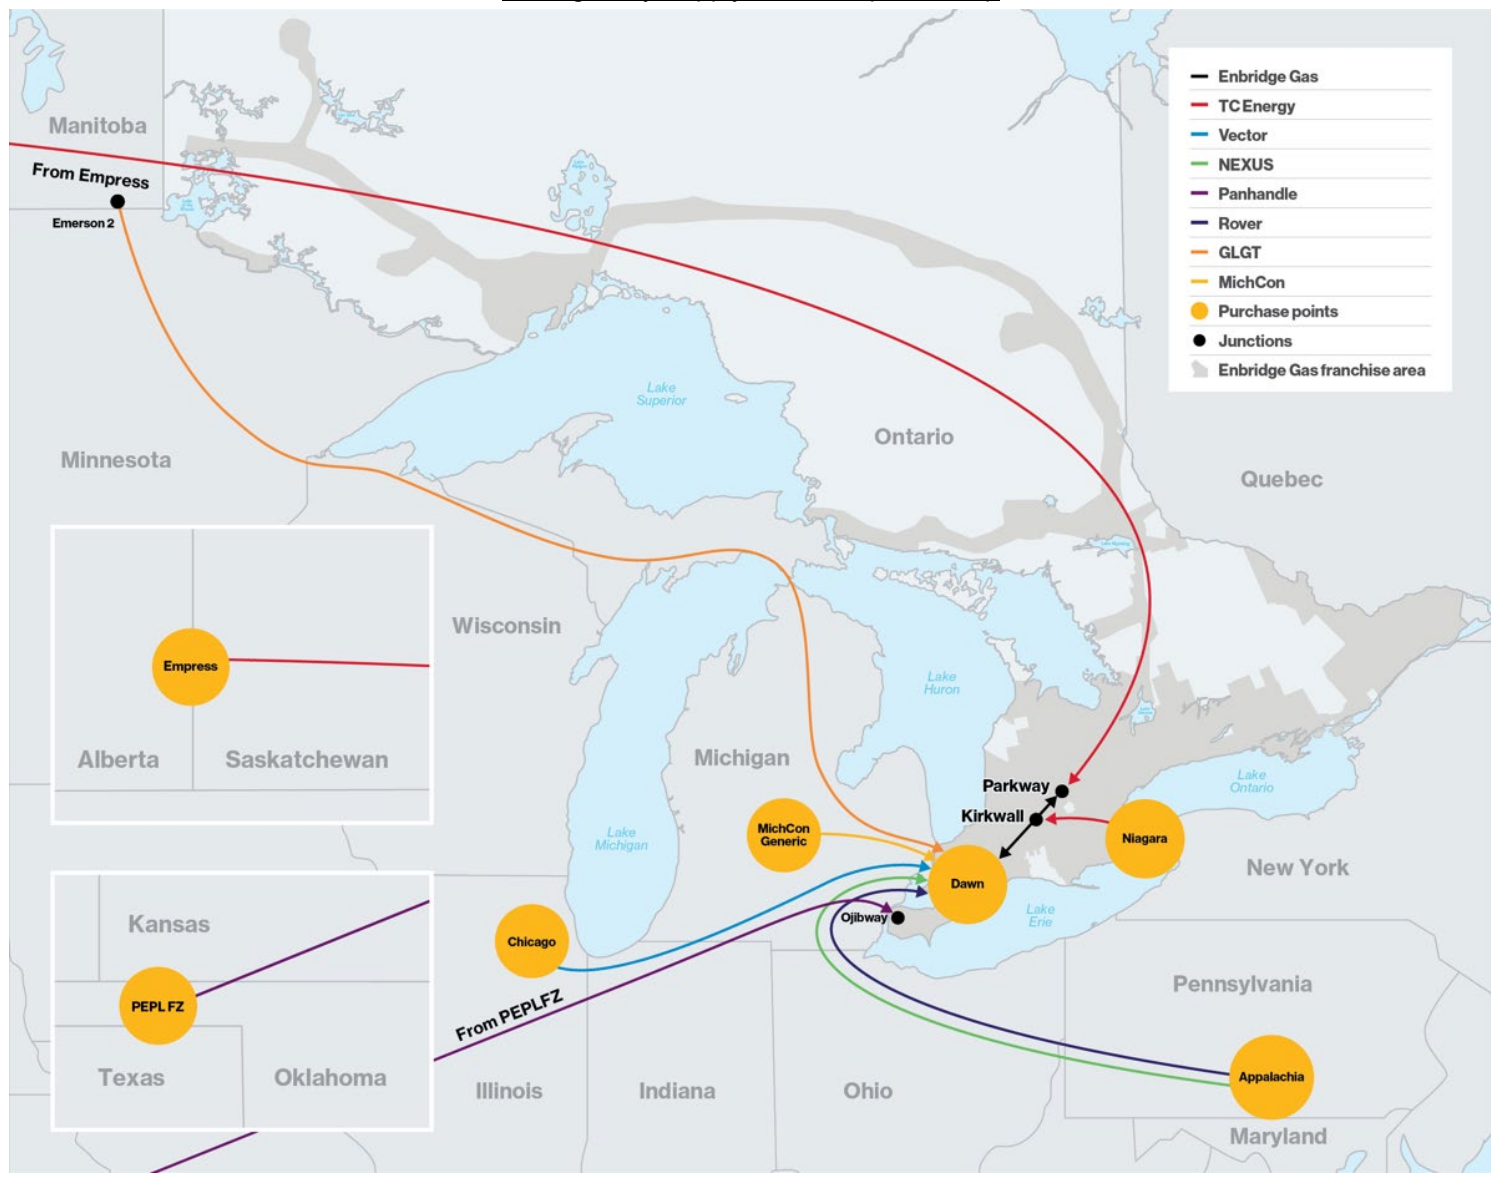 Manitoba
From Empress
Emerson 2
Enbridge Gas
TC Energy
Vector
NEXUS
Panhandle
Rover
GLGT
MichCon
Purchase points
Junctions
Enbridge Gas franchise area
Lake
Superior
Ontario
Quebec
Minnesota
Wisconsin
Empress
Alberta
Saskatchewan
Lake
Huron
Michigan
Parkway
Kirkwall
Lake
Ontario
MichCon
Generic
Niagara
Lake
Michigan
Dawn
New York
Ojibway
Lake
Erie
Kansas
Chicago
PEPL FZ
From PEPLFZ
Pennsylvania
Texas
Oklahoma
Illinois
Indiana
Ohio
Appalachia
Maryland